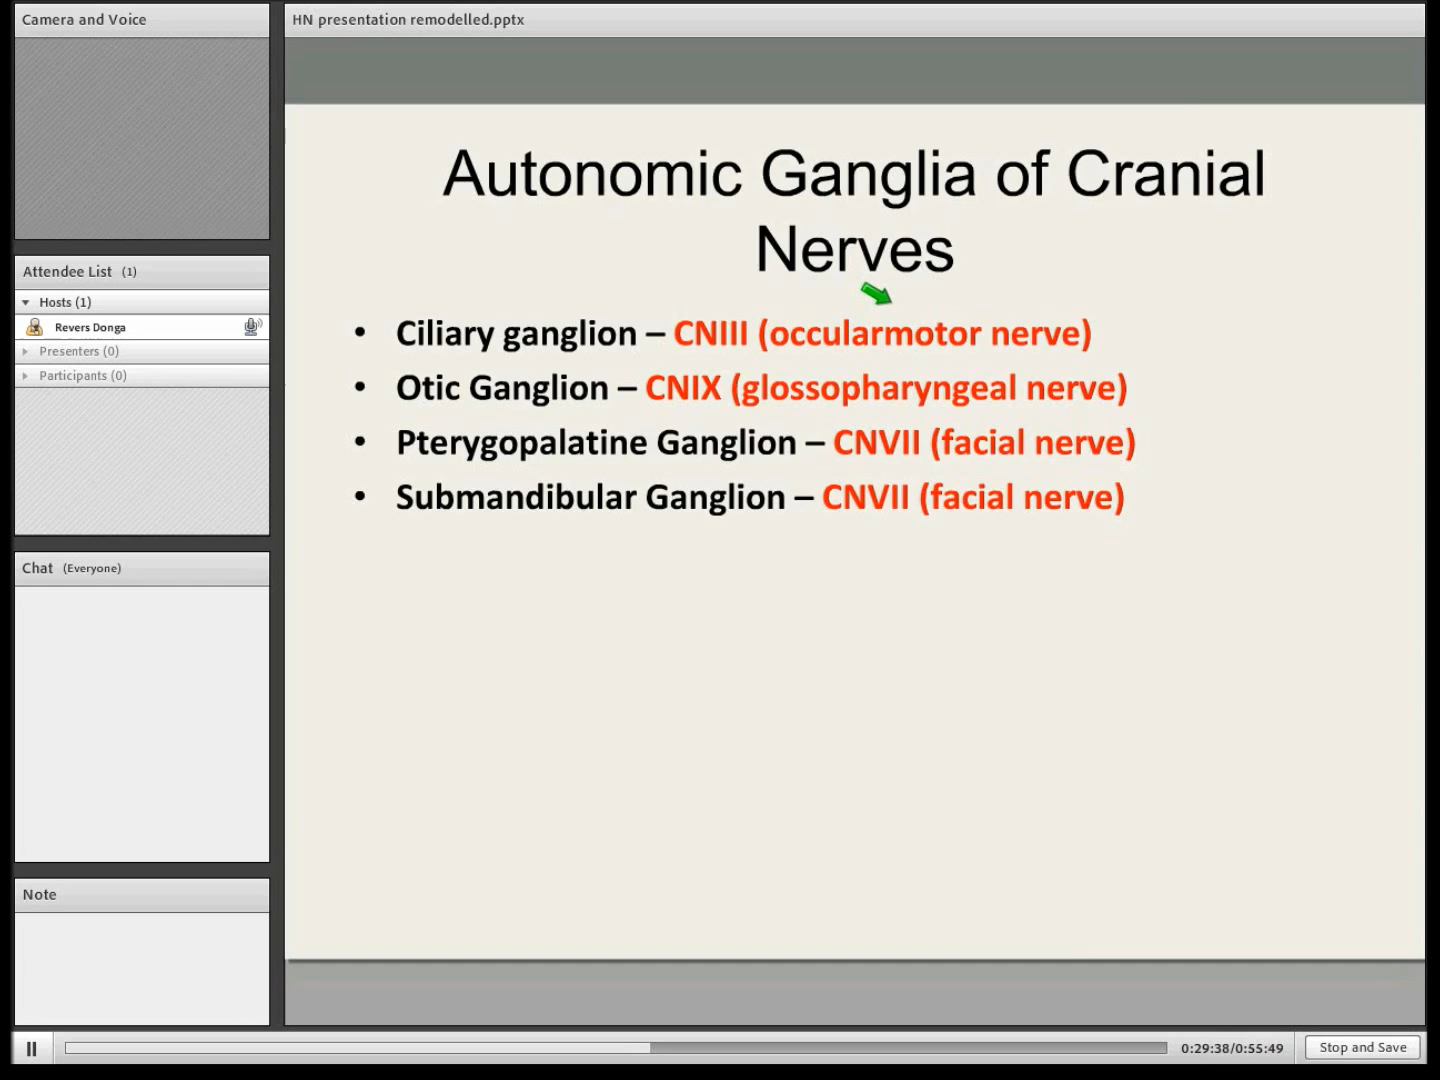 Camera and Voice
HN presentation remodelled.pptx
Autonomic Ganglia of Cranial
Nerves
• Ciliary ganglion – CNIII (occularmotor nerve)
• Otic Ganglion – CNIX (glossopharyngeal nerve)
• Pterygopalatine Ganglion – CNVII (facial nerve)
• Submandibular Ganglion – CNVII (facial nerve)
Attendee List (1)
Hosts (1)
Revers Donga
Presenters (0)
Participants (0)
Chat (Everyone)
Note
0:29:38/0:55:49
Stop and Save